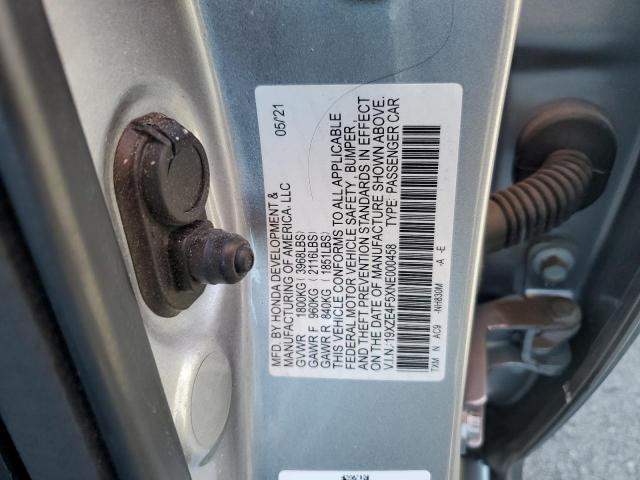 MFD. BY HONDA DEVELOPMENT & 05/21
MANUFACTURING OF AMERICA. LLC
GVWR 1800KG(3968LBS)
GAWR F 960KG (2116LBS)
GAWR R 840KG (1851LBS)
THIS VEHICLE CONFORMS TO ALL APPLICABLE
FEDERAL MOTOR VEHICLE SAFETY, BUMPER,
AND THEFT PREVENTION STANDARDS IN EFFECT
ON THE DATE OF MANUFACTURE SHOWN ABOVE.
V.I.N.:19XZE4F5XNE000458 TYPE: PASSENGER CAR
TXM N AC9 -NH830M -A -E